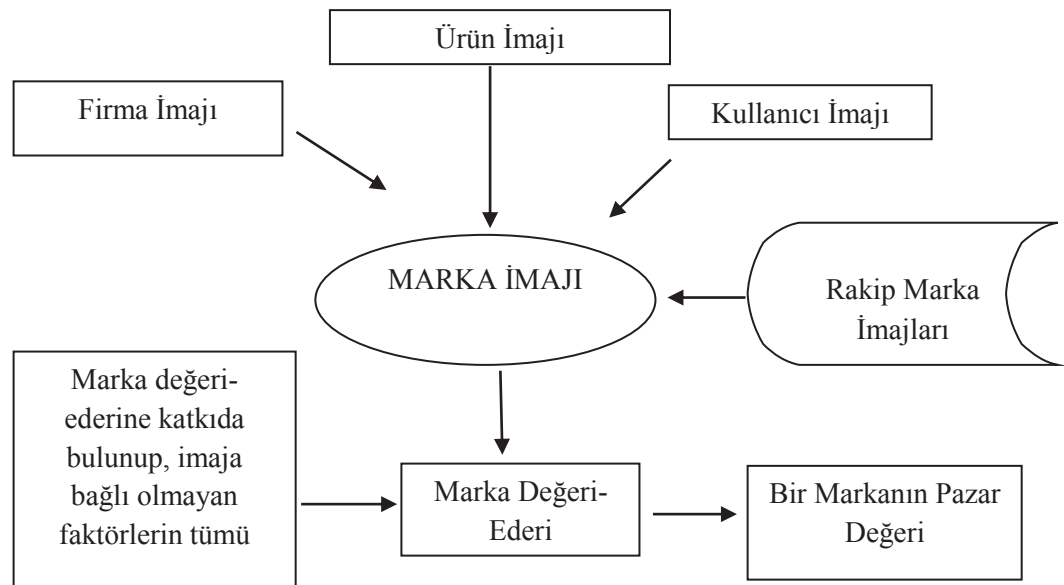 Ürün İmajı
Firma İmajı
Kullanıcı İmajı
MARKA İMAJI
Rakip Marka
İmajları
Marka değeri-
ederine katkıda
bulunup, imaja
bağlı olmayan
faktörlerin tümü
Marka Değeri-
Ederi
Bir Markanın Pazar
Değeri